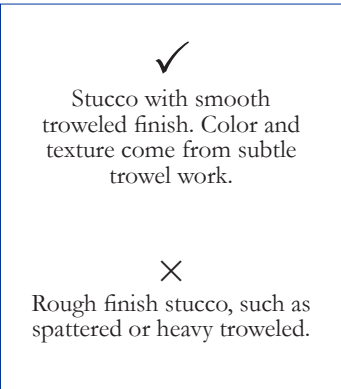 ✓
Stucco with smooth
troweled finish. Color and
texture come from subtle
trowel work.
×
Rough finish stucco, such as
spattered or heavy troweled.